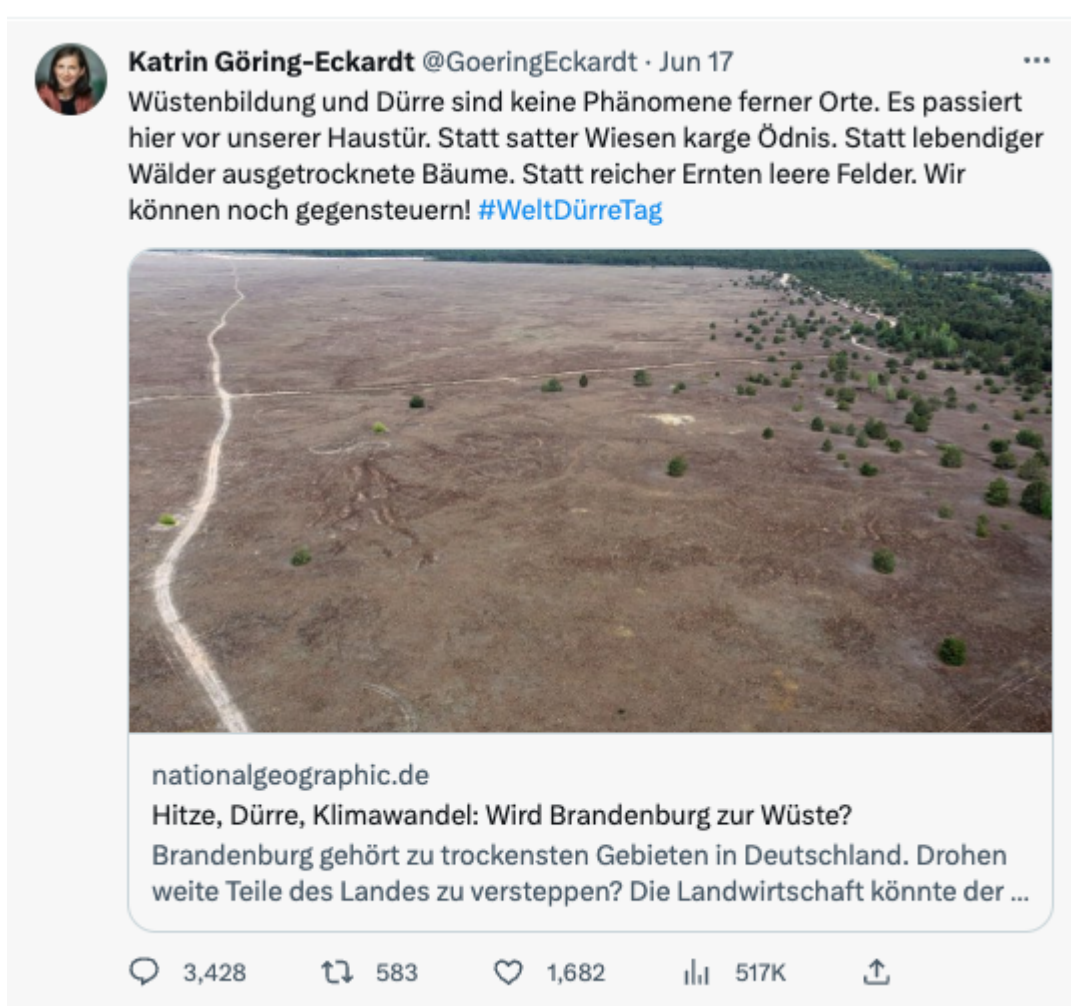 Katrin Göring-Eckardt @GoeringEckardt · Jun 17
Wüstenbildung und Dürre sind keine Phänomene ferner Orte. Es passiert
hier vor unserer Haustür. Statt satter Wiesen karge Ödnis. Statt lebendiger
Wälder ausgetrocknete Bäume. Statt reicher Ernten leere Felder. Wir
können noch gegensteuern! #WeltDürreTag
nationalgeographic.de
Hitze, Dürre, Klimawandel: Wird Brandenburg zur Wüste?
Brandenburg gehört zu trockensten Gebieten in Deutschland. Drohen
weite Teile des Landes zu versteppen? Die Landwirtschaft könnte der ...
3,428 583 1,682 517K